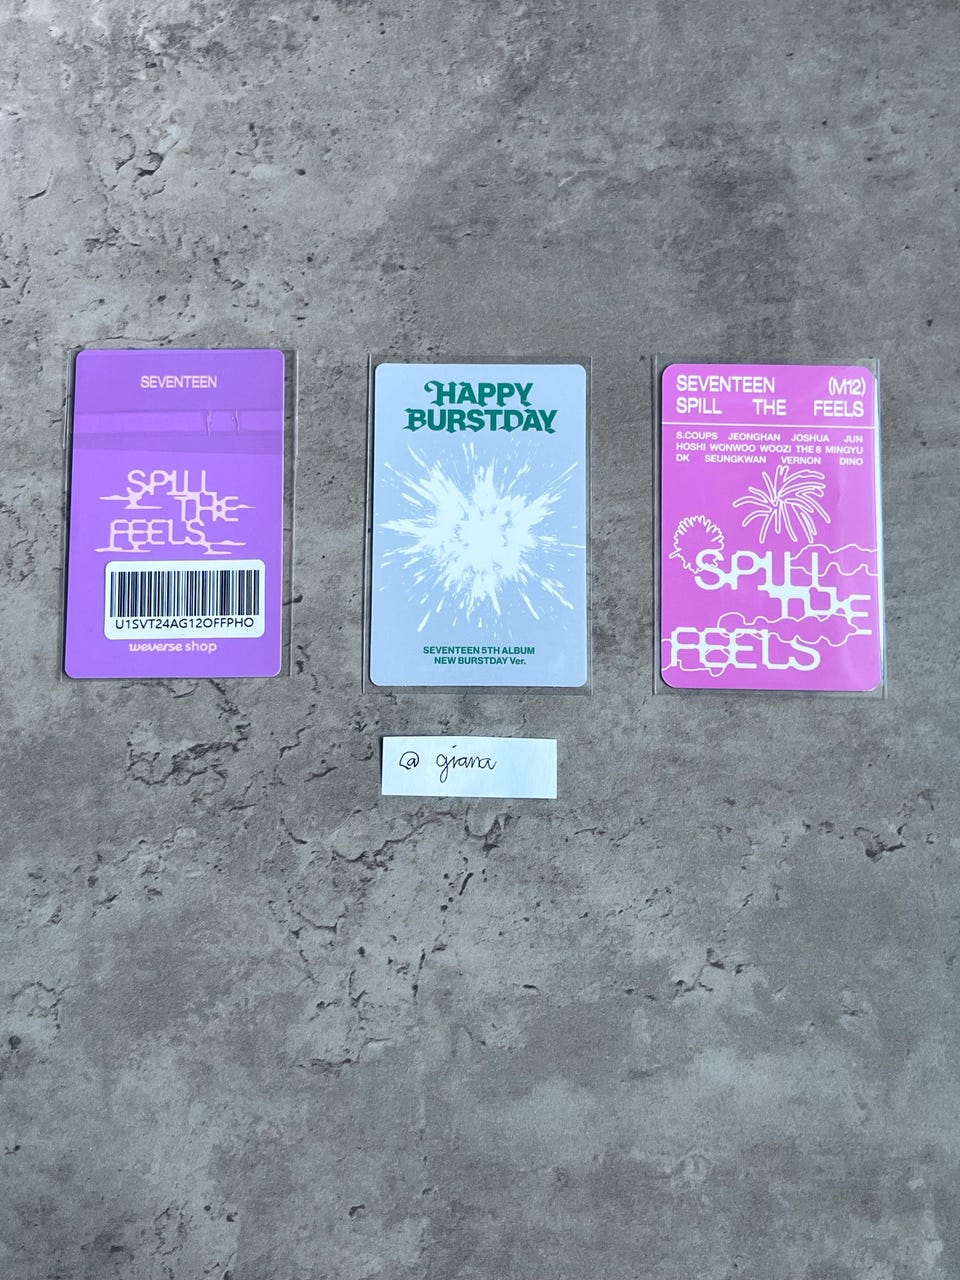 SEVENTEEN
SPILL
THE
FEELS
U1SVT24AG12OFFPHO
weverse shop
HAPPY
BURSTDAY
SEVENTEEN 5TH ALBUM
NEW BURSTDAY Ver.
SEVENTEEN (M12)
SPILL THE FEELS
S.COUPS JEONGHAN JOSHUA JUN
HOSHI WONWOO WOOZI THE 8 MINGYU
DK SEUNGKWAN VERNON DINO
SPILL
THE
FEELS
@ giana